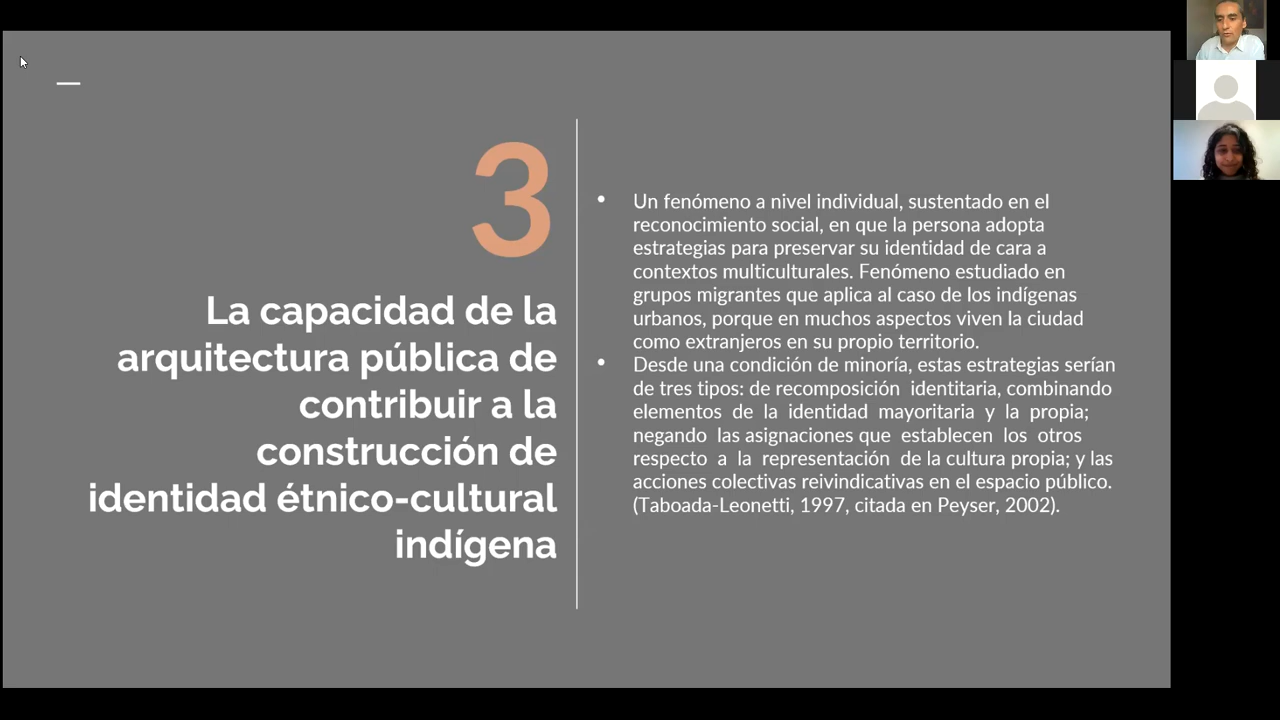 3
La capacidad de la
arquitectura pública de
contribuir a la
construcción de
identidad étnico-cultural
indígena
• Un fenómeno a nivel individual, sustentado en el
reconocimiento social, en que la persona adopta
estrategias para preservar su identidad de cara a
contextos multiculturales. Fenómeno estudiado en
grupos migrantes que aplica al caso de los indígenas
urbanos, porque en muchos aspectos viven la ciudad
como extranjeros en su propio territorio.
• Desde una condición de minoría, estas estrategias serían
de tres tipos: de recomposición identitaria, combinando
elementos de la identidad mayoritaria y la propia;
negando las asignaciones que establecen los otros
respecto a la representación de la cultura propia; y las
acciones colectivas reivindicativas en el espacio público.
(Taboada-Leonetti, 1997, citada en Peyser, 2002).